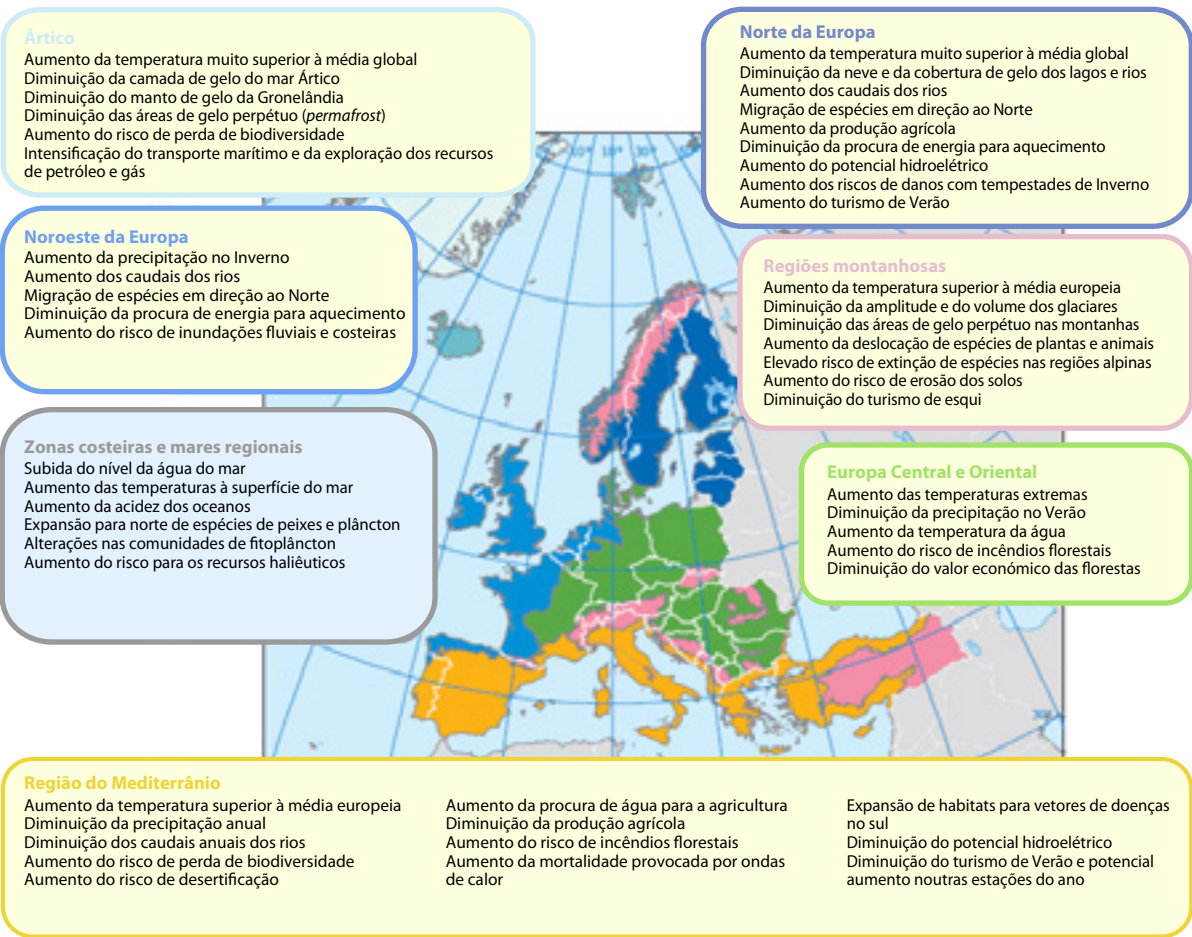 Ártico
Aumento da temperatura muito superior à média global
Diminuição da camada de gelo do mar Ártico
Diminuição do manto de gelo da Gronelândia
Diminuição das áreas de gelo perpétuo (permafrost)
Aumento do risco de perda de biodiversidade
Intensificação do transporte marítimo e da exploração dos recursos
de petróleo e gás
Norte da Europa
Aumento da temperatura muito superior à média global
Diminuição da neve e da cobertura de gelo dos lagos e rios
Aumento dos caudais dos rios
Migração de espécies em direção ao Norte
Aumento da produção agrícola
Diminuição da procura de energia para aquecimento
Aumento do potencial hidroelétrico
Aumento dos riscos de danos com tempestades de Inverno
Aumento do turismo de Verão
Noroeste da Europa
Aumento da precipitação no Inverno
Aumento dos caudais dos rios
Migração de espécies em direção ao Norte
Diminuição da procura de energia para aquecimento
Aumento do risco de inundações fluviais e costeiras
Regiões montanhosas
Aumento da temperatura superior à média europeia
Diminuição da amplitude e do volume dos glaciares
Diminuição das áreas de gelo perpétuo nas montanhas
Aumento da deslocação de espécies de plantas e animais
Elevado risco de extinção de espécies nas regiões alpinas
Aumento do risco de erosão dos solos
Diminuição do turismo de esqui
Zonas costeiras e mares regionais
Subida do nível da água do mar
Aumento das temperaturas à superfície do mar
Aumento da acidez dos oceanos
Expansão para norte de espécies de peixes e plâncton
Alterações nas comunidades de fitoplâncton
Aumento do risco para os recursos haliêuticos
Europa Central e Oriental
Aumento das temperaturas extremas
Diminuição da precipitação no Verão
Aumento da temperatura da água
Aumento do risco de incêndios florestais
Diminuição do valor económico das florestas
Região do Mediterrânio
Aumento da temperatura superior à média europeia
Diminuição da precipitação anual
Diminuição dos caudais anuais dos rios
Aumento do risco de perda de biodiversidade
Aumento do risco de desertificação
Aumento da procura de água para a agricultura
Diminuição da produção agrícola
Aumento do risco de incêndios florestais
Aumento da mortalidade provocada por ondas
de calor
Expansão de habitats para vetores de doenças
no sul
Diminuição do potencial hidroelétrico
Diminuição do turismo de Verão e potencial
aumento noutras estações do ano